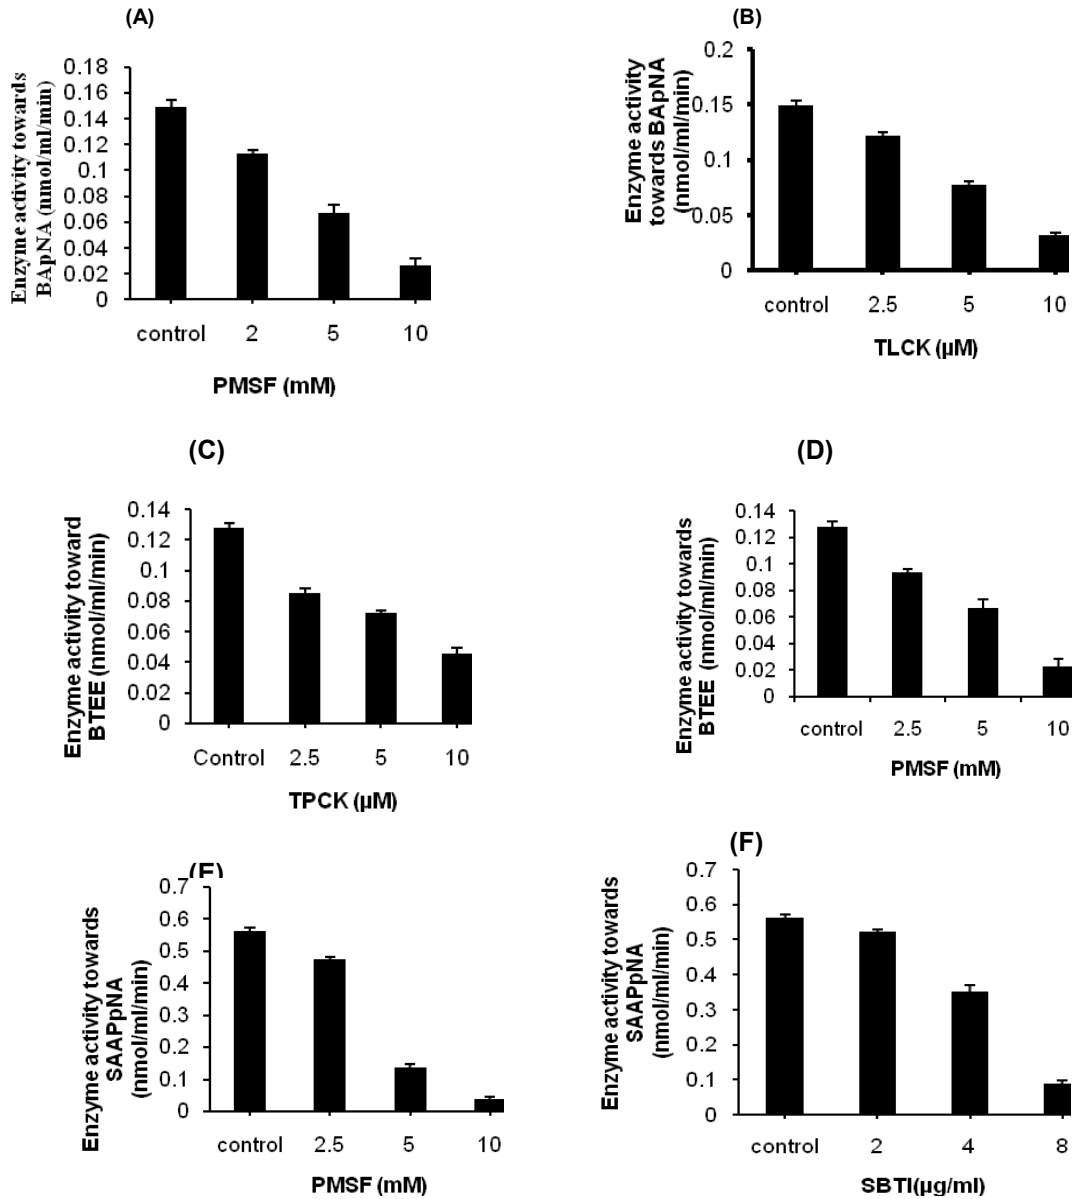 (A)
Enzyme activity towards
BApNA (nmol/ml/min)
0.18
0.16
0.14
0.12
0.1
0.08
0.06
0.04
0.02
0
control 2 5 10
PMSF (mM)
(B)
Enzyme activity
towards BApNA
(nmol/ml/min)
0.2
0.15
0.1
0.05
0
control 2.5 5 10
TLCK (µM)
(C)
Enzyme activity toward
BTEE (nmol/ml/min)
0.14
0.12
0.1
0.08
0.06
0.04
0.02
0
Control 2.5 5 10
TPCK (µM)
(D)
Enzyme activity towards
BTEE (nmol/ml/min)
0.14
0.12
0.1
0.08
0.06
0.04
0.02
0
control 2.5 5 10
PMSF (mM)
(E)
Enzyme activity towards
SAAPpNA
(nmol/ml/min)
0.7
0.6
0.5
0.4
0.3
0.2
0.1
0
control 2.5 5 10
PMSF (mM)
(F)
Enzyme activity towards
SAAPpNA
(nmol/ml/min)
0.7
0.6
0.5
0.4
0.3
0.2
0.1
0
control 2 4 8
SBTI(µg/ml)